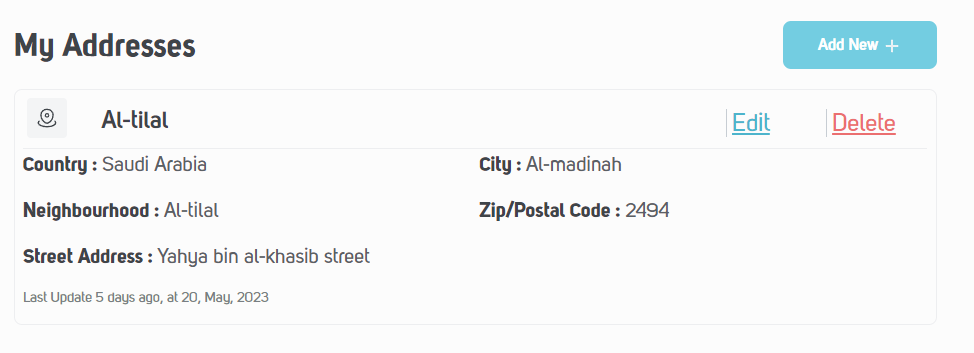 My Addresses
Add New +
Al-tilal
Edit
Delete
Country : Saudi Arabia
City : Al-madinah
Neighbourhood : Al-tilal
Zip/Postal Code : 2494
Street Address : Yahya bin al-khasib street
Last Update 5 days ago, at 20, May, 2023